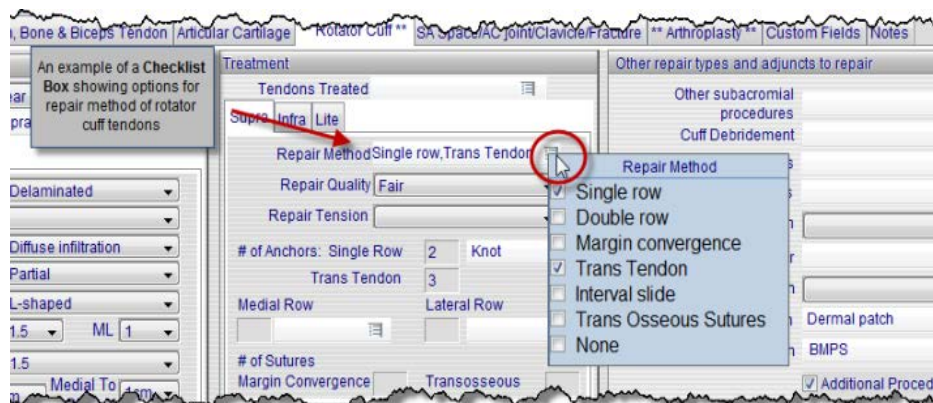 , Bone & Biceps Tendon Articular Cartilage Rotator Cuff ** SA Space/AC joint/Clavicle/Fracture ** Arthroplasty ** Custom Fields Notes
An example of a Checklist
Box showing options for
repair method of rotator
cuff tendons
Delaminated
Diffuse infiltration
Partial
L-shaped
1.5 ML 1
1.5
Medial To
Treatment
Tendons Treated
Supra Infra Lite
Repair Method Single row,Trans Tendon
Repair Quality Fair
Repair Tension
# of Anchors: Single Row 2 Knot
Trans Tendon 3
Medial Row Lateral Row
# of Sutures
Margin Convergence Transosseous
Repair Method
Single row
Double row
Margin convergence
Trans Tendon
Interval slide
Trans Osseous Sutures
None
Other repair types and adjuncts to repair
Other subacromial
procedures
Cuff Debridement
Dermal patch
BMPS
Additional Proced